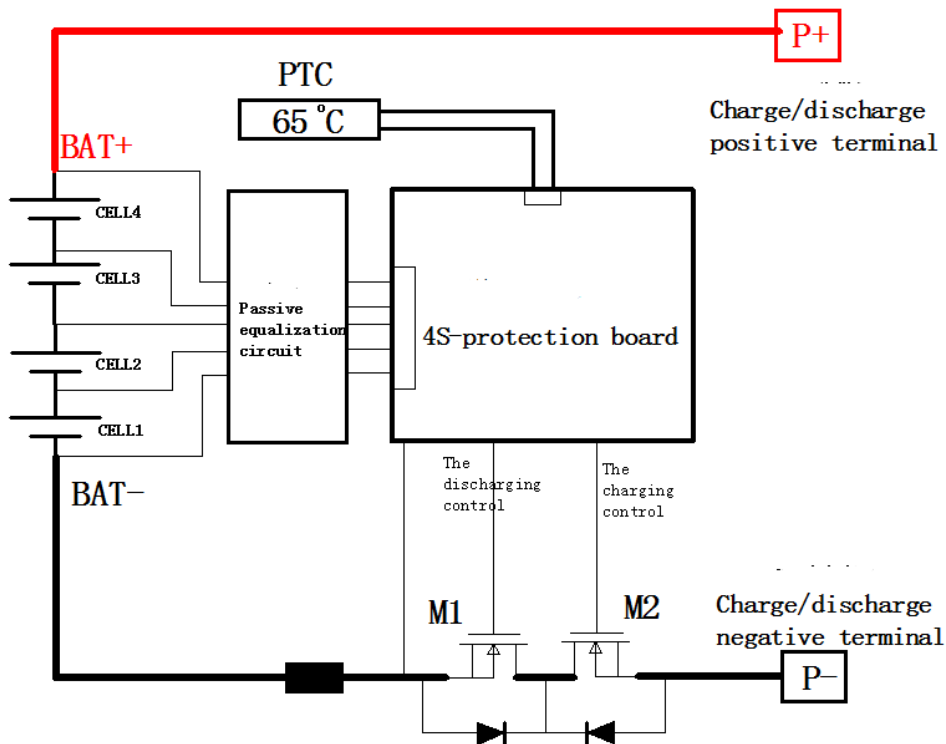 P+
PTC
65°C
Charge/discharge
positive terminal
BAT+
CELL4
CELL3
Passive
equalization
circuit
4S-protection board
CELL2
CELL1
BAT-
The
discharging
control
The
charging
control
M1
M2
Charge/discharge
negative terminal
P-